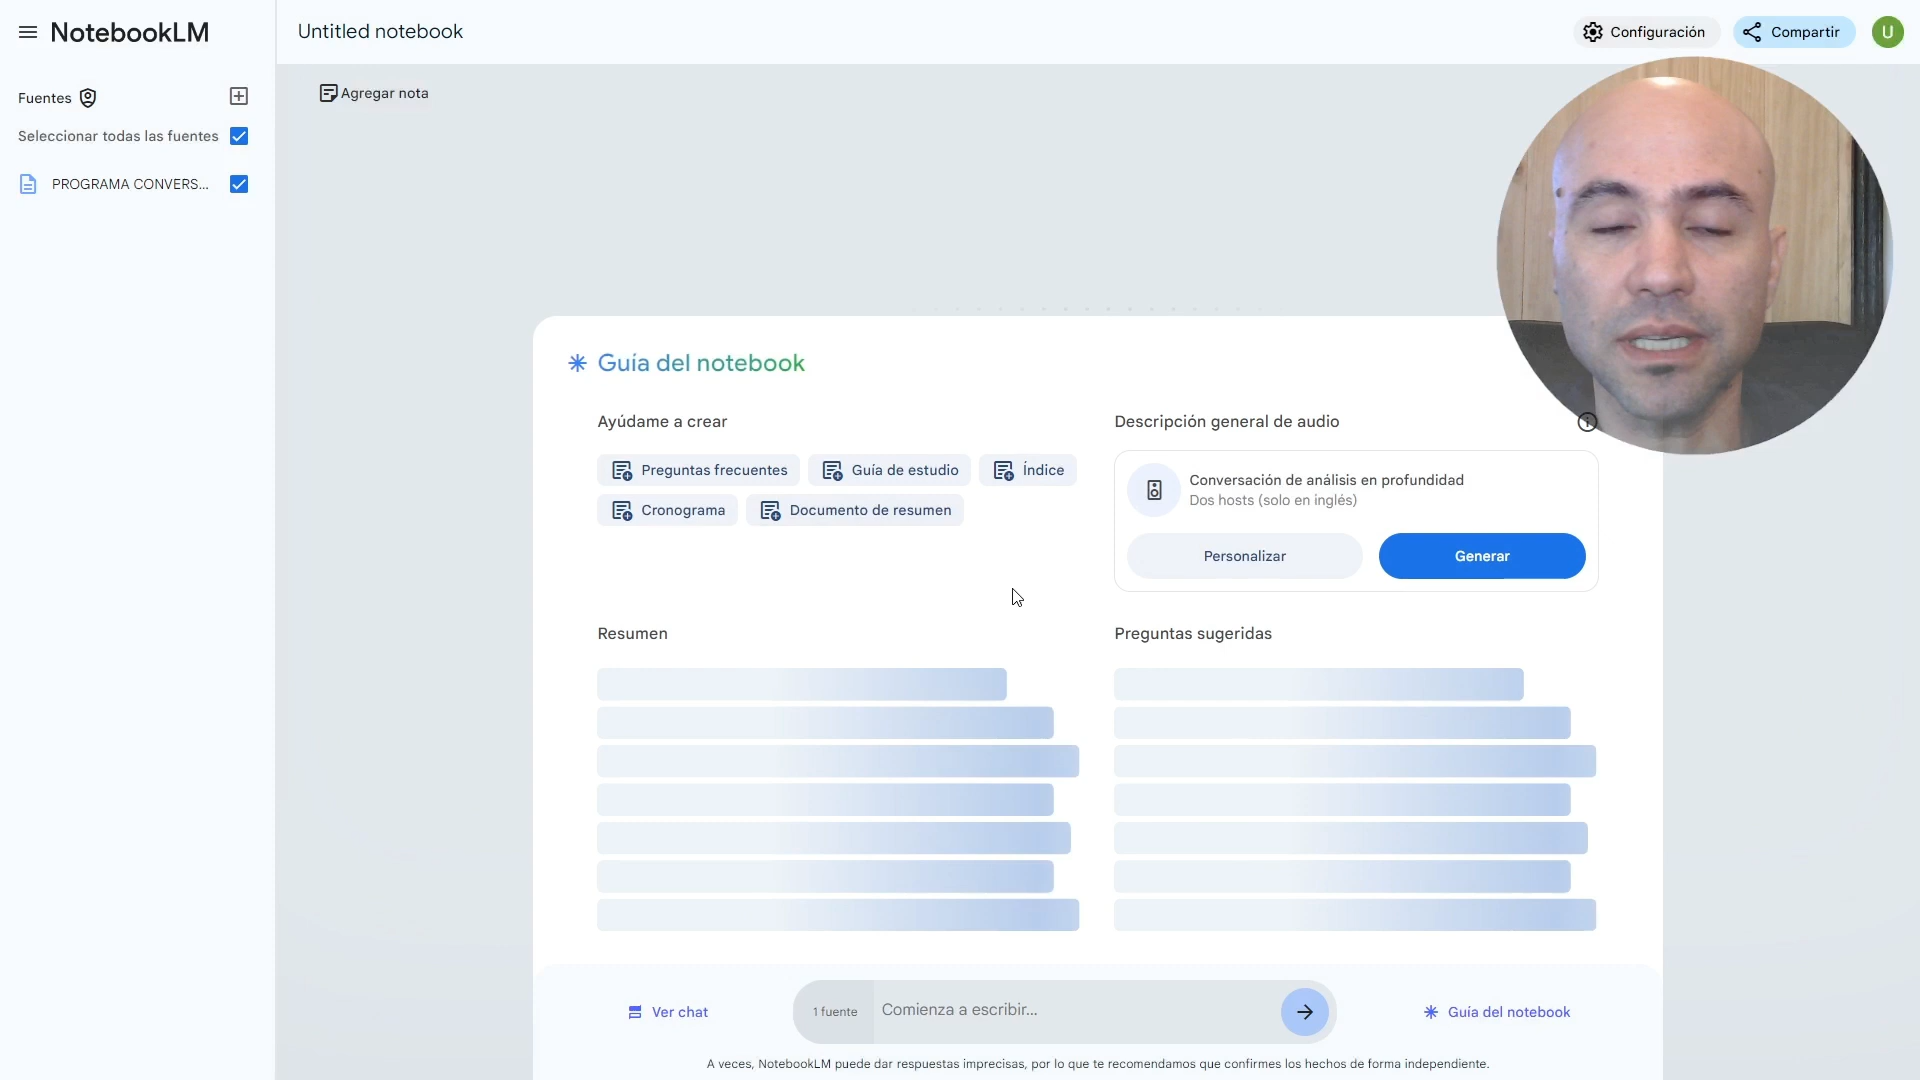 NotebookLM
Untitled notebook
Configuración
Compartir
U
Fuentes
Agregar nota
Seleccionar todas las fuentes
PROGRAMA CONVERS...
Guía del notebook
Ayúdame a crear
Preguntas frecuentes
Guía de estudio
Índice
Cronograma
Documento de resumen
Descripción general de audio
Conversación de análisis en profundidad
Dos hosts (solo en inglés)
Personalizar
Generar
Resumen
Preguntas sugeridas
Ver chat
1 fuente
Comienza a escribir...
Guía del notebook
A veces, NotebookLM puede dar respuestas imprecisas, por lo que te recomendamos que confirmes los hechos de forma independiente.